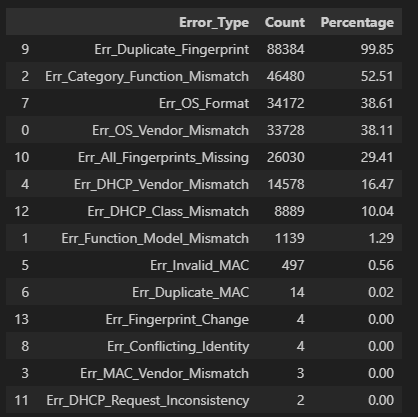 Error_Type Count Percentage
9 Err_Duplicate_Fingerprint 88384 99.85
2 Err_Category_Function_Mismatch 46480 52.51
7 Err_OS_Format 34172 38.61
0 Err_OS_Vendor_Mismatch 33728 38.11
10 Err_All_Fingerprints_Missing 26030 29.41
4 Err_DHCP_Vendor_Mismatch 14578 16.47
12 Err_DHCP_Class_Mismatch 8889 10.04
1 Err_Function_Model_Mismatch 1139 1.29
5 Err_Invalid_MAC 497 0.56
6 Err_Duplicate_MAC 14 0.02
13 Err_Fingerprint_Change 4 0.00
8 Err_Conflicting_Identity 4 0.00
3 Err_MAC_Vendor_Mismatch 3 0.00
11 Err_DHCP_Request_Inconsistency 2 0.00